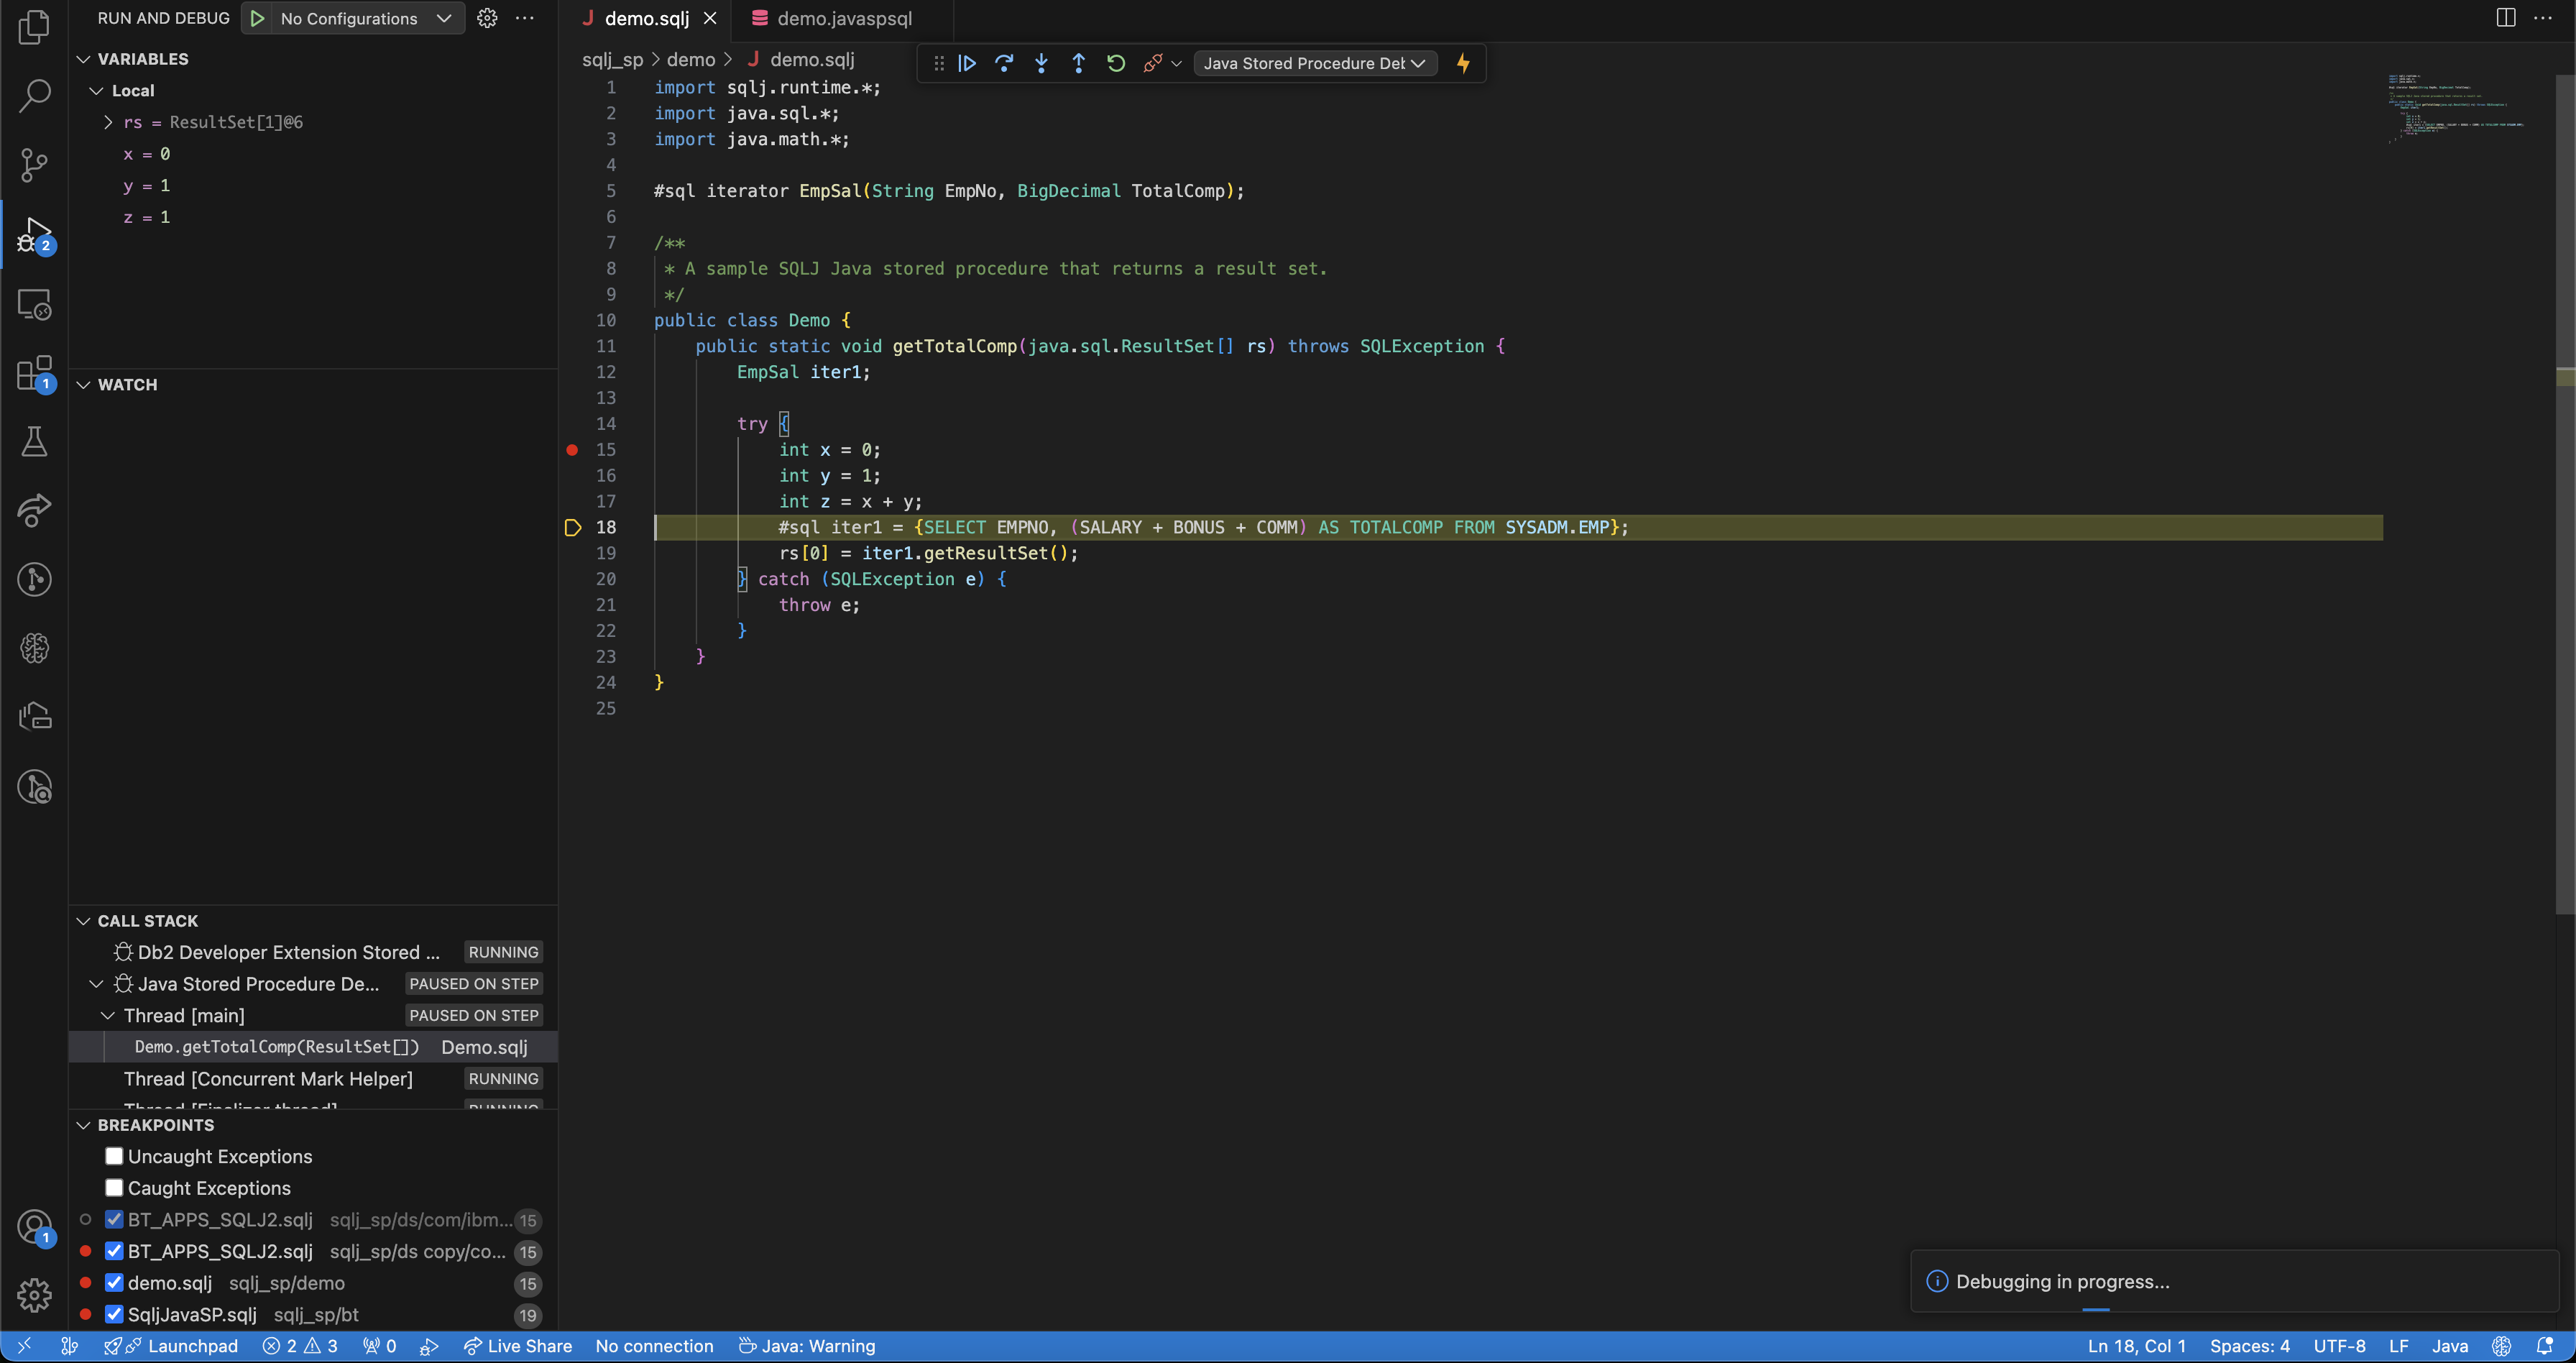 RUN AND DEBUG No Configurations
VARIABLES
Local
rs = ResultSet[1]@6
x = 0
y = 1
z = 1
2
1
WATCH
CALL STACK
Db2 Developer Extension Stored ... RUNNING
Java Stored Procedure De... PAUSED ON STEP
Thread [main] PAUSED ON STEP
Demo.getTotalComp(ResultSet[]) Demo.sqlj
Thread [Concurrent Mark Helper] RUNNING
Thread [Finalizer thread] RUNNING
BREAKPOINTS
Uncaught Exceptions
Caught Exceptions
BT_APPS_SQLJ2.sqlj sqlj_sp/ds/com/ibm... 15
BT_APPS_SQLJ2.sqlj sqlj_sp/ds copy/co... 15
demo.sqlj sqlj_sp/demo 15
SqljJavaSP.sqlj sqlj_sp/bt 19
1
J demo.sqlj demo.javaspsql
sqlj_sp > demo > J demo.sqlj
Java Stored Procedure Det
1 import sqlj.runtime.*;
2 import java.sql.*;
3 import java.math.*;
4
5 #sql iterator EmpSal(String EmpNo, BigDecimal TotalComp);
6
7 /**
8 * A sample SQLJ Java stored procedure that returns a result set.
9 */
10 public class Demo {
11 public static void getTotalComp(java.sql.ResultSet[] rs) throws SQLException {
12 EmpSal iter1;
13
14 try {
15 int x = 0;
16 int y = 1;
17 int z = x + y;
18 #sql iter1 = {SELECT EMPNO, (SALARY + BONUS + COMM) AS TOTALCOMP FROM SYSADM.EMP};
19 rs[0] = iter1.getResultSet();
20 } catch (SQLException e) {
21 throw e;
22 }
23 }
24 }
25
Debugging in progress...
Launchpad 2 3 0 Live Share No connection Java: Warning Ln 18, Col 1 Spaces: 4 UTF-8 LF Java